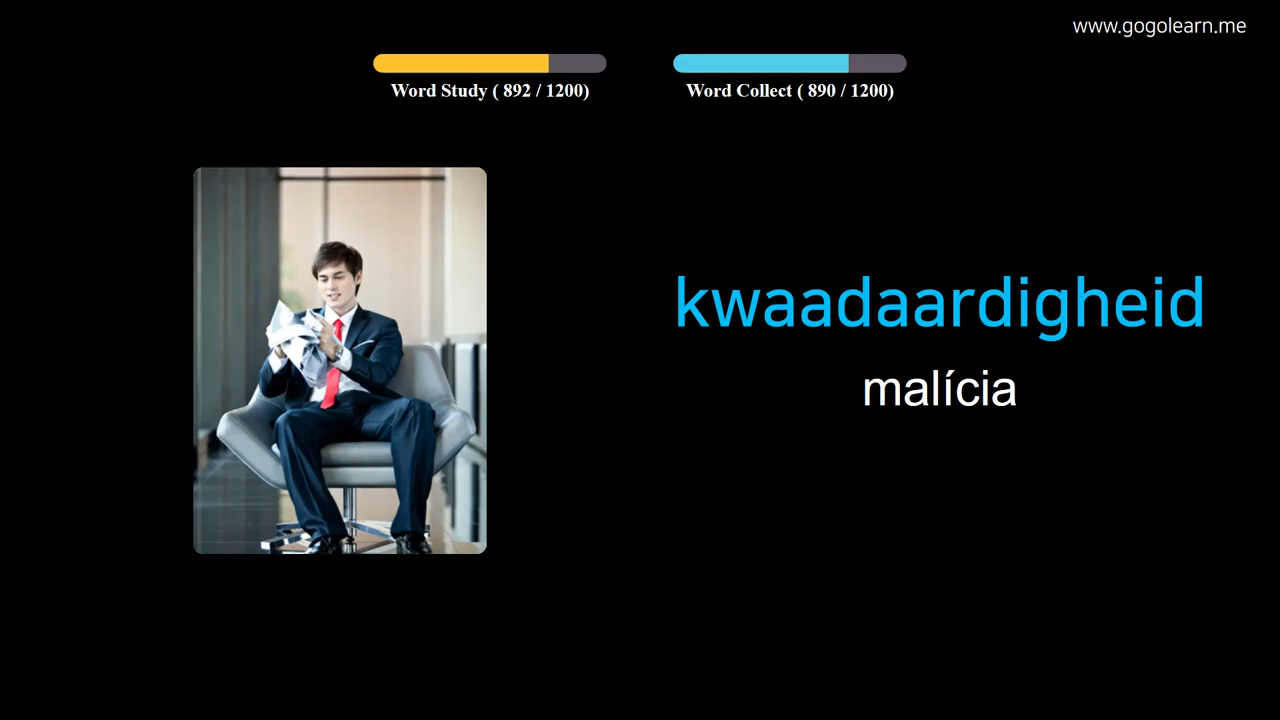 www.gogolearn.me
Word Study ( 892 / 1200)
Word Collect ( 890 / 1200)
kwaadaardigheid
malícia